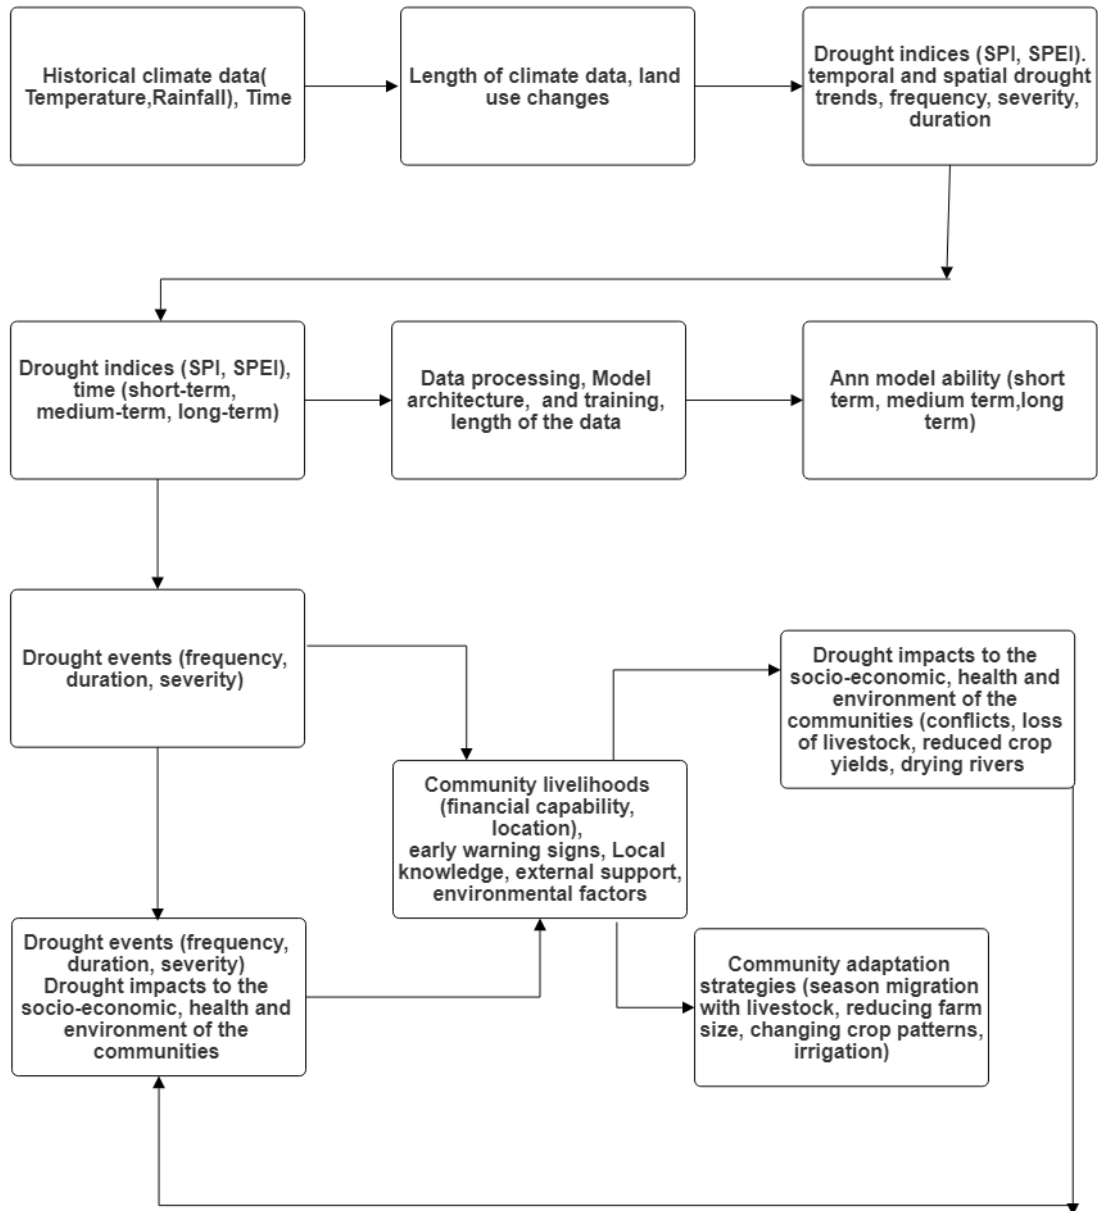 Historical climate data(
Temperature,Rainfall), Time
Length of climate data, land
use changes
Drought indices (SPI, SPEI).
temporal and spatial drought
trends, frequency, severity,
duration
Drought indices (SPI, SPEI),
time (short-term,
medium-term, long-term)
Data processing, Model
architecture, and training,
length of the data
Ann model ability (short
term, medium term,long
term)
Drought events (frequency,
duration, severity)
Drought impacts to the
socio-economic, health and
environment of the
communities (conflicts, loss
of livestock, reduced crop
yields, drying rivers
Community livelihoods
(financial capability,
location),
early warning signs, Local
knowledge, external support,
environmental factors
Drought events (frequency,
duration, severity)
Drought impacts to the
socio-economic, health and
environment of the
communities
Community adaptation
strategies (season migration
with livestock, reducing farm
size, changing crop patterns,
irrigation)